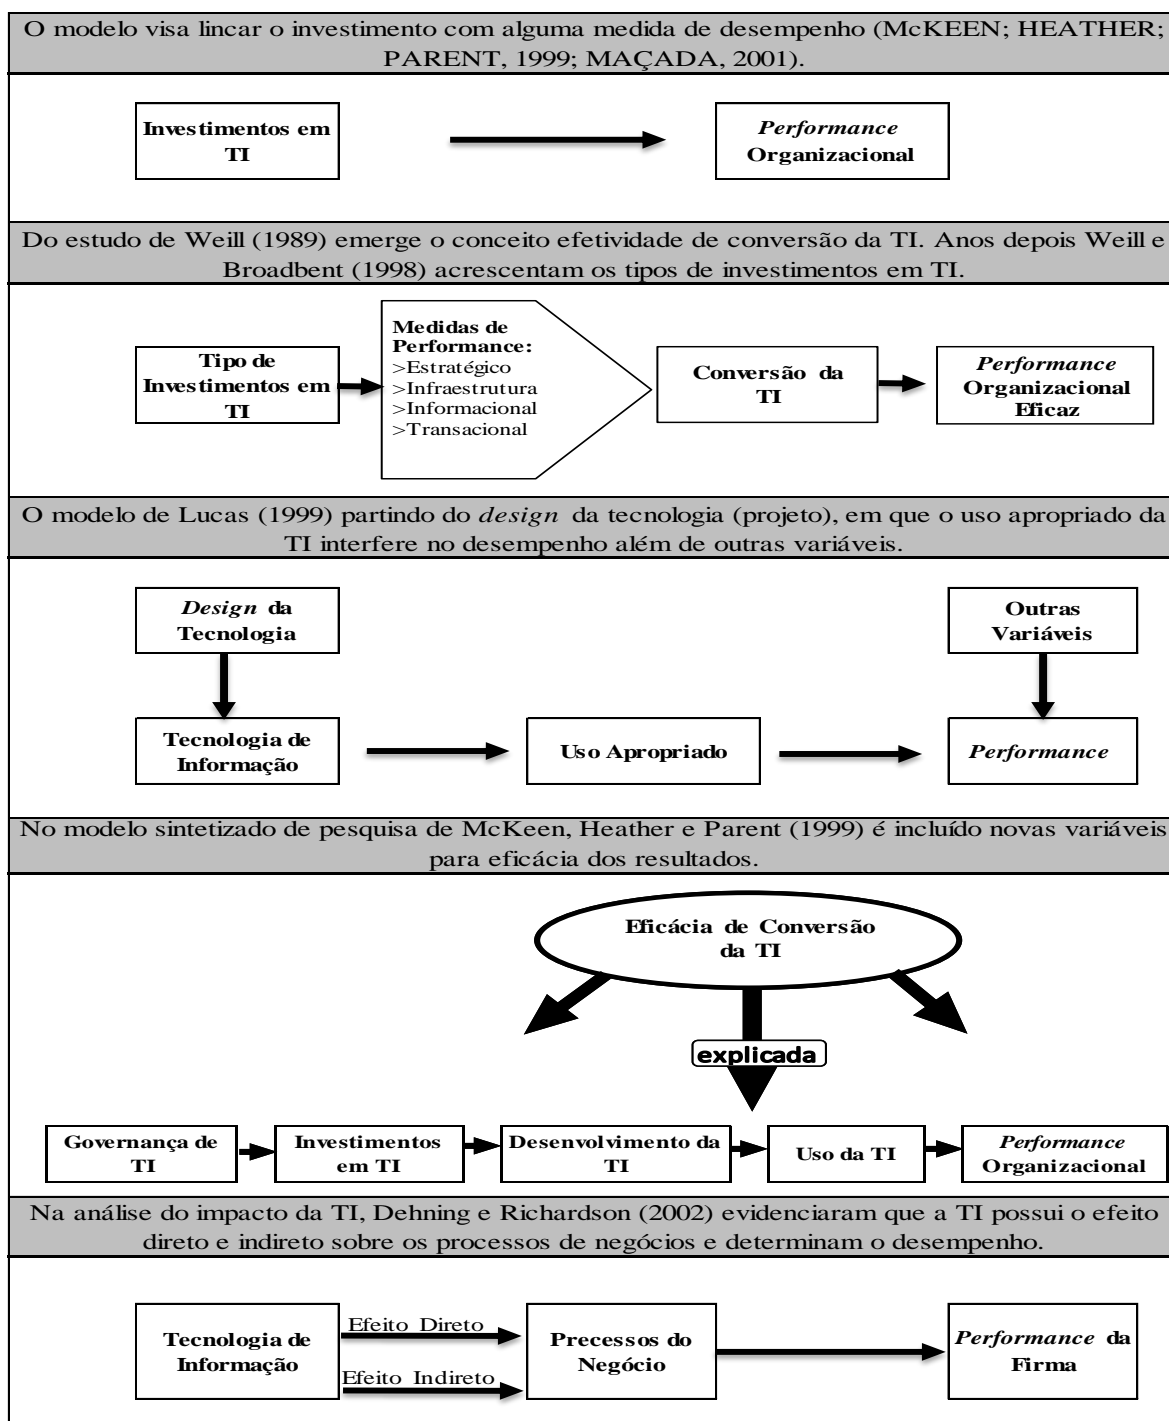 O modelo visa lincar o investimento com alguma medida de desempenho (McKEEN; HEATHER;
PARENT, 1999; MAÇADA, 2001).
Investimentos em
TI
Performance
Organizacional
Do estudo de Weill (1989) emerge o conceito efetividade de conversão da TI. Anos depois Weill e
Broadbent (1998) acrescentam os tipos de investimentos em TI.
Tipo de
Investimentos em
TI
Medidas de
Performance:
>Estratégico
>Infraestrutura
>Informacional
>Transacional
Conversão da
TI
Performance
Organizacional
Eficaz
O modelo de Lucas (1999) partindo do design da tecnologia (projeto), em que o uso apropriado da
TI interfere no desempenho além de outras variáveis.
Design da
Tecnologia
Outras
Variáveis
Tecnologia de
Informação
Uso Apropriado
Performance
No modelo sintetizado de pesquisa de McKeen, Heather e Parent (1999) é incluído novas variáveis
para eficácia dos resultados.
Eficácia de Conversão
da TI
explicada
Governança de
TI
Investimentos
em TI
Desenvolvimento da
TI
Uso da TI
Performance
Organizacional
Na análise do impacto da TI, Dehning e Richardson (2002) evidenciaram que a TI possui o efeito
direto e indireto sobre os processos de negócios e determinam o desempenho.
Tecnologia de
Informação
Efeito Direto
Efeito Indireto
Precessos do
Negócio
Performance da
Firma